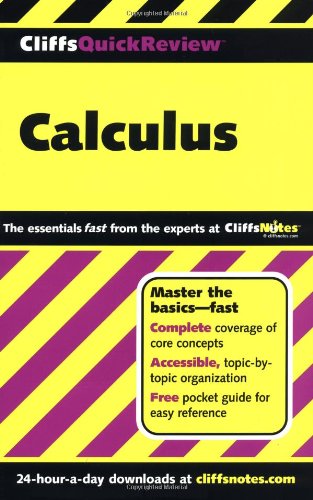 CliffsQuickReview™
Calculus
The essentials fast from the experts at CliffsNotes™
© cliffsnotes.com
Master the
basics—fast
Complete coverage of
core concepts
Accessible, topic-by-
topic organization
Free pocket guide for
easy reference
24-hour-a-day downloads at cliffsnotes.com